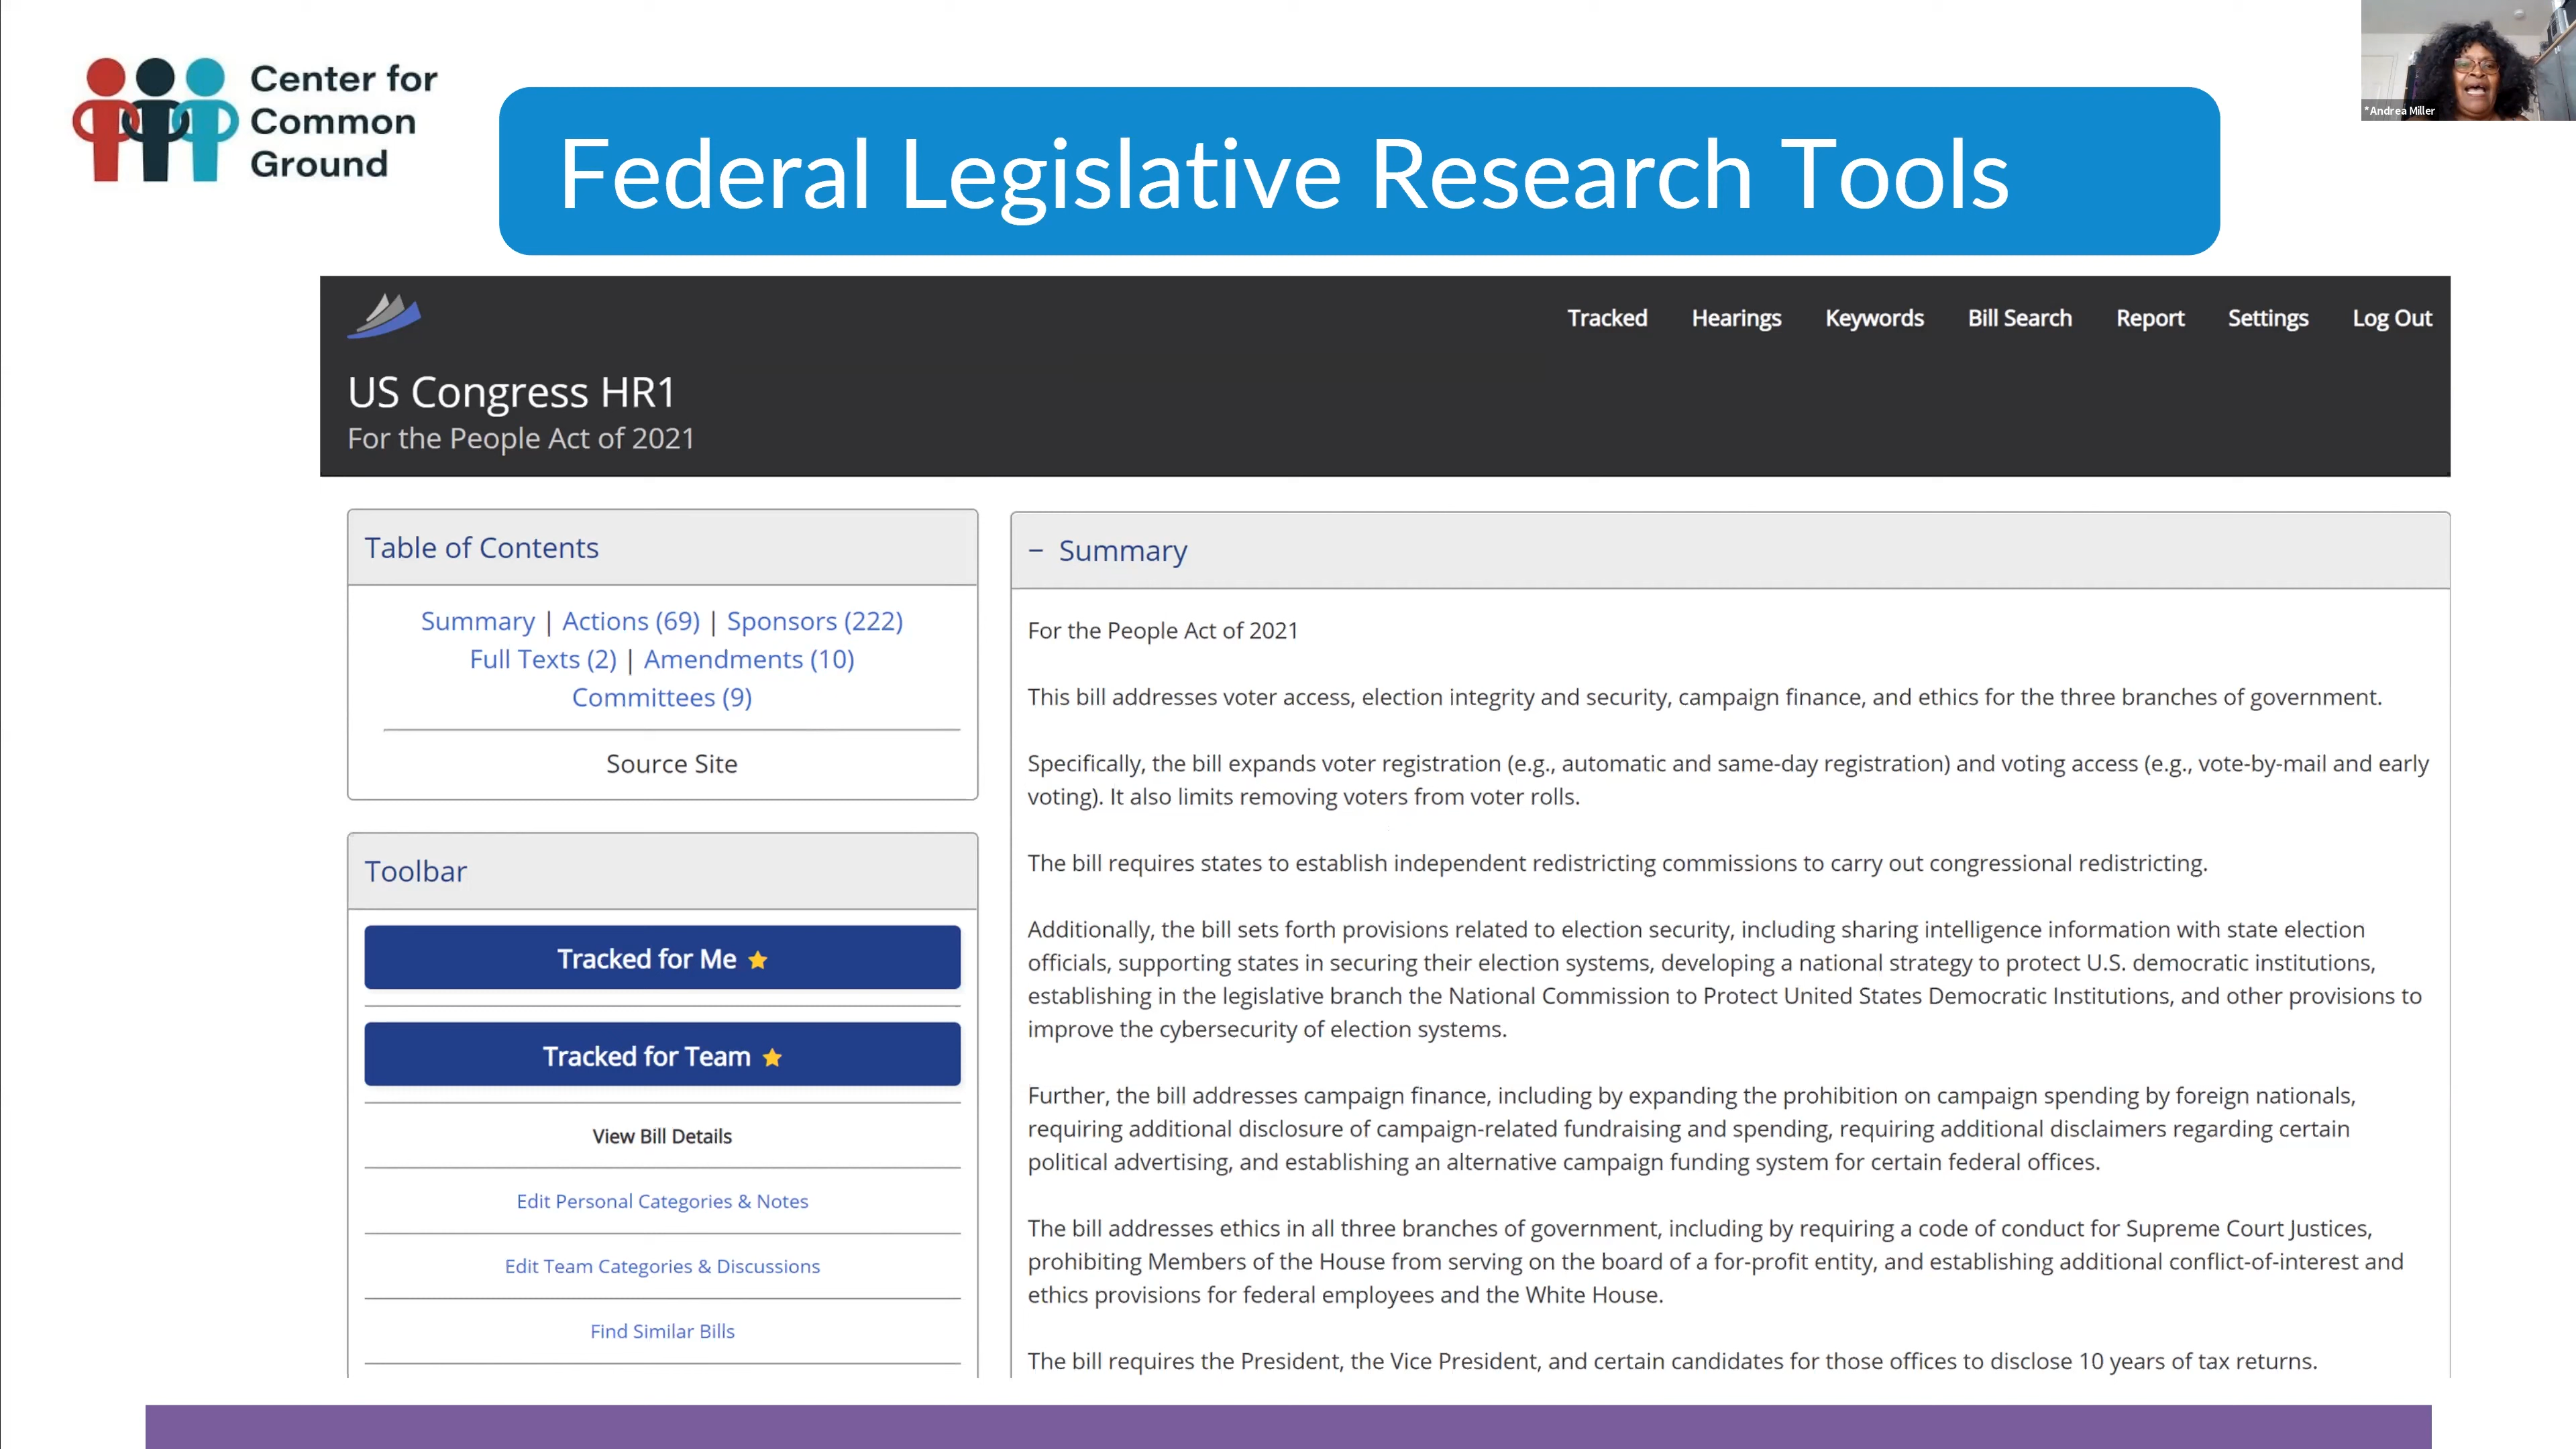 Center for
Common
Ground
Federal Legislative Research Tools
*Andrea Miller
Tracked Hearings Keywords Bill Search Report Settings Log Out
US Congress HR1
For the People Act of 2021
Table of Contents
Summary | Actions (69) | Sponsors (222)
Full Texts (2) | Amendments (10)
Committees (9)
Source Site
Toolbar
Tracked for Me
Tracked for Team
View Bill Details
Edit Personal Categories & Notes
Edit Team Categories & Discussions
Find Similar Bills
− Summary
For the People Act of 2021
This bill addresses voter access, election integrity and security, campaign finance, and ethics for the three branches of government.
Specifically, the bill expands voter registration (e.g., automatic and same-day registration) and voting access (e.g., vote-by-mail and early
voting). It also limits removing voters from voter rolls.
The bill requires states to establish independent redistricting commissions to carry out congressional redistricting.
Additionally, the bill sets forth provisions related to election security, including sharing intelligence information with state election
officials, supporting states in securing their election systems, developing a national strategy to protect U.S. democratic institutions,
establishing in the legislative branch the National Commission to Protect United States Democratic Institutions, and other provisions to
improve the cybersecurity of election systems.
Further, the bill addresses campaign finance, including by expanding the prohibition on campaign spending by foreign nationals,
requiring additional disclosure of campaign-related fundraising and spending, requiring additional disclaimers regarding certain
political advertising, and establishing an alternative campaign funding system for certain federal offices.
The bill addresses ethics in all three branches of government, including by requiring a code of conduct for Supreme Court Justices,
prohibiting Members of the House from serving on the board of a for-profit entity, and establishing additional conflict-of-interest and
ethics provisions for federal employees and the White House.
The bill requires the President, the Vice President, and certain candidates for those offices to disclose 10 years of tax returns.